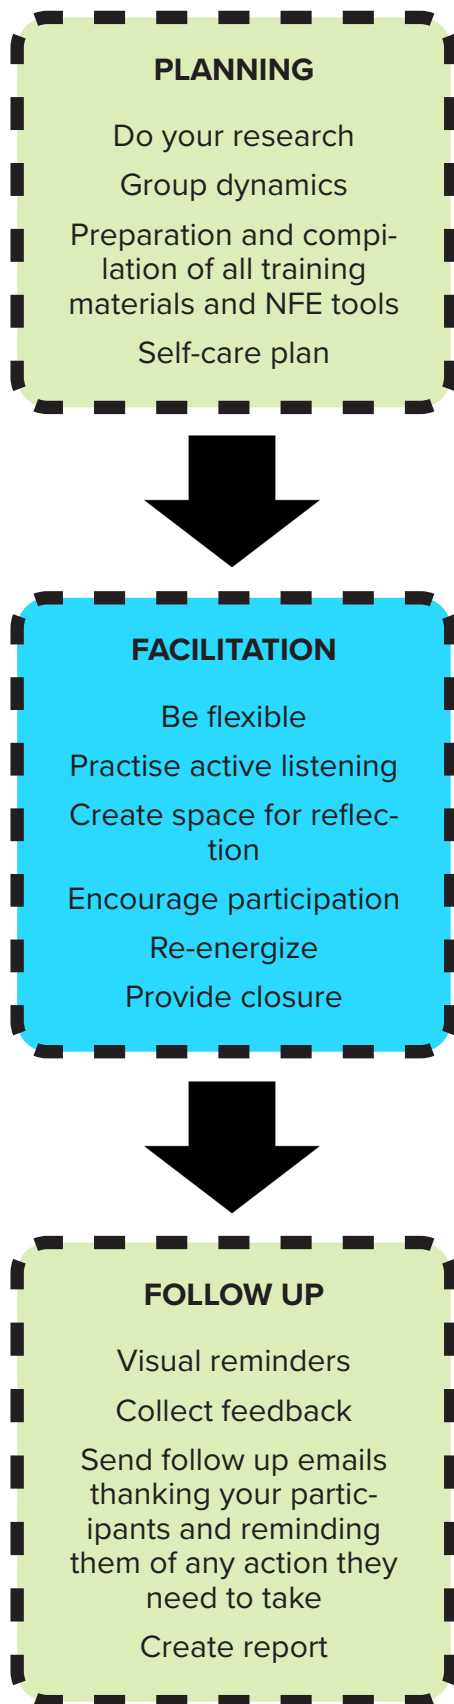 PLANNING
Do your research
Group dynamics
Preparation and compi-
lation of all training
materials and NFE tools
Self-care plan
FACILITATION
Be flexible
Practise active listening
Create space for reflec-
tion
Encourage participation
Re-energize
Provide closure
FOLLOW UP
Visual reminders
Collect feedback
Send follow up emails
thanking your partic-
ipants and reminding
them of any action they
need to take
Create report